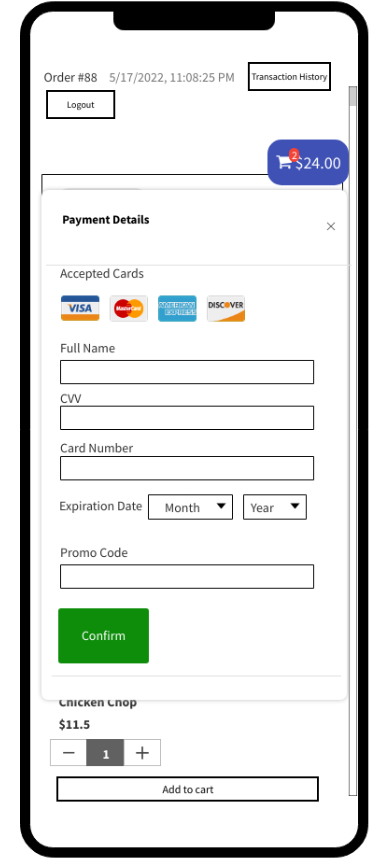 Order #88 5/17/2022, 11:08:25 PM Transaction History
Logout
2
$24.00
Payment Details
×
Accepted Cards
VISA MasterCard AMERICAN EXPRESS DISCOVER
Full Name
CVV
Card Number
Expiration Date Month Year
Promo Code
Confirm
Chicken Chop
$11.5
− 1 +
Add to cart